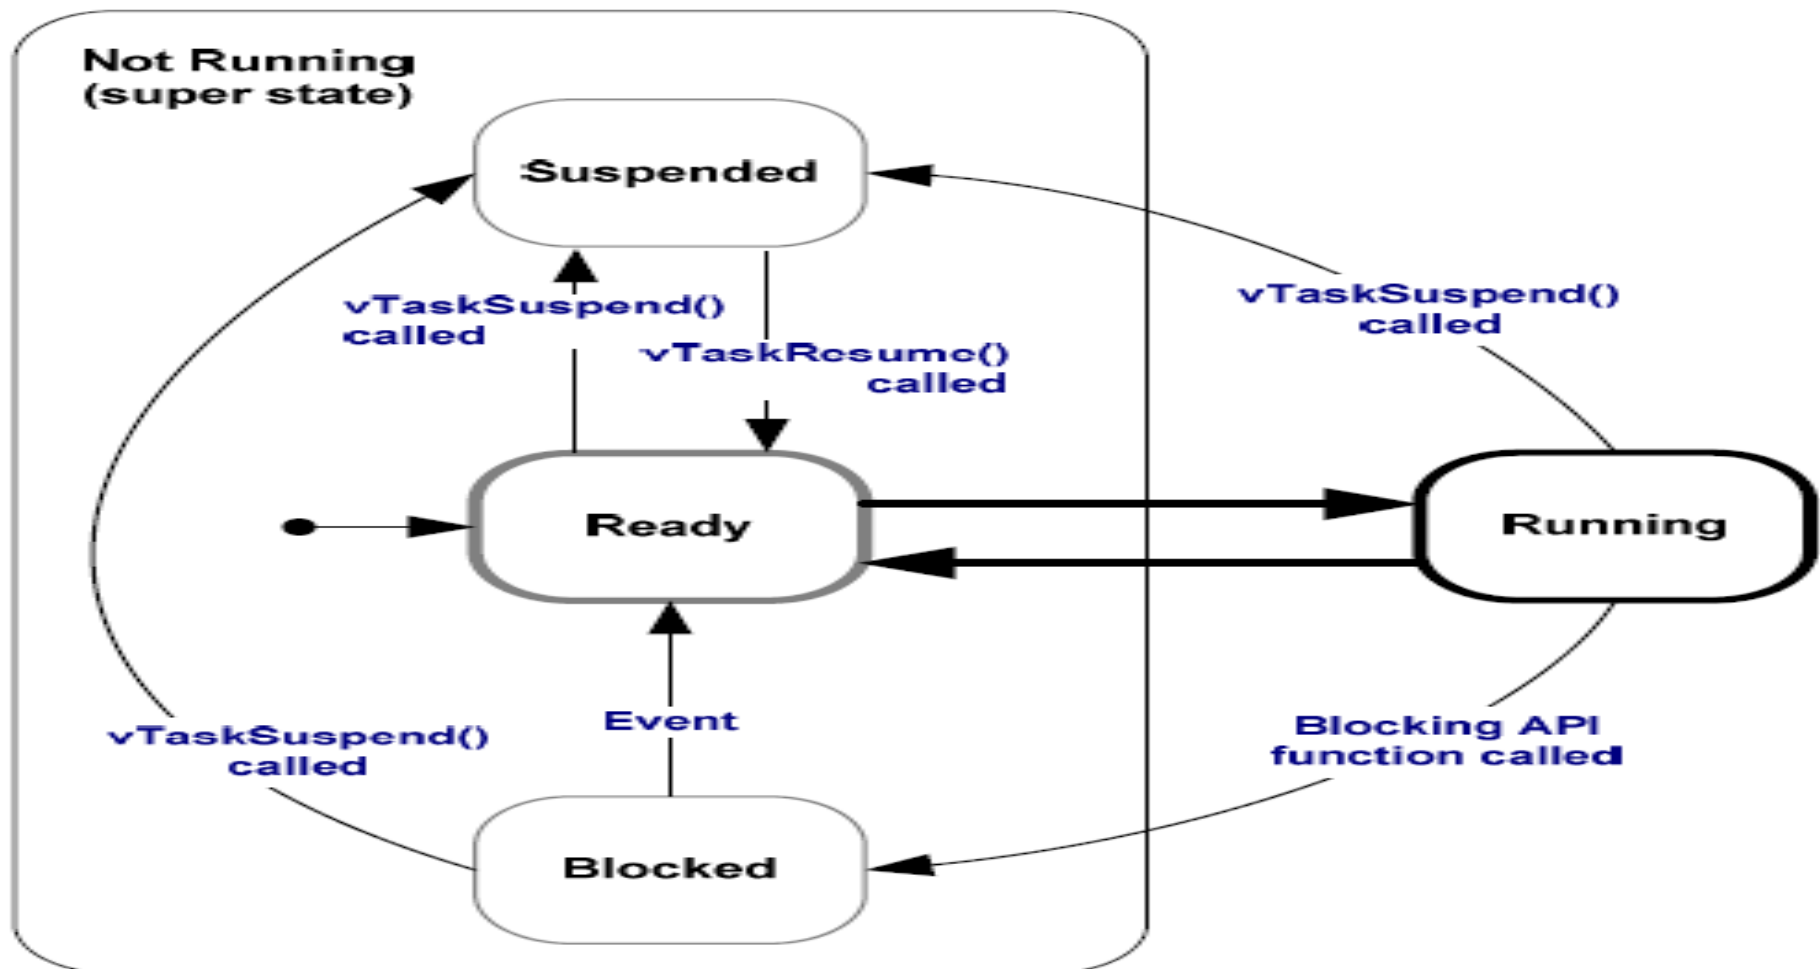 Not Running
(super state)
Suspended
vTaskSuspend()
called
vTaskResume()
called
vTaskSuspend()
called
Ready
Running
Event
vTaskSuspend()
called
Blocking API
function called
Blocked